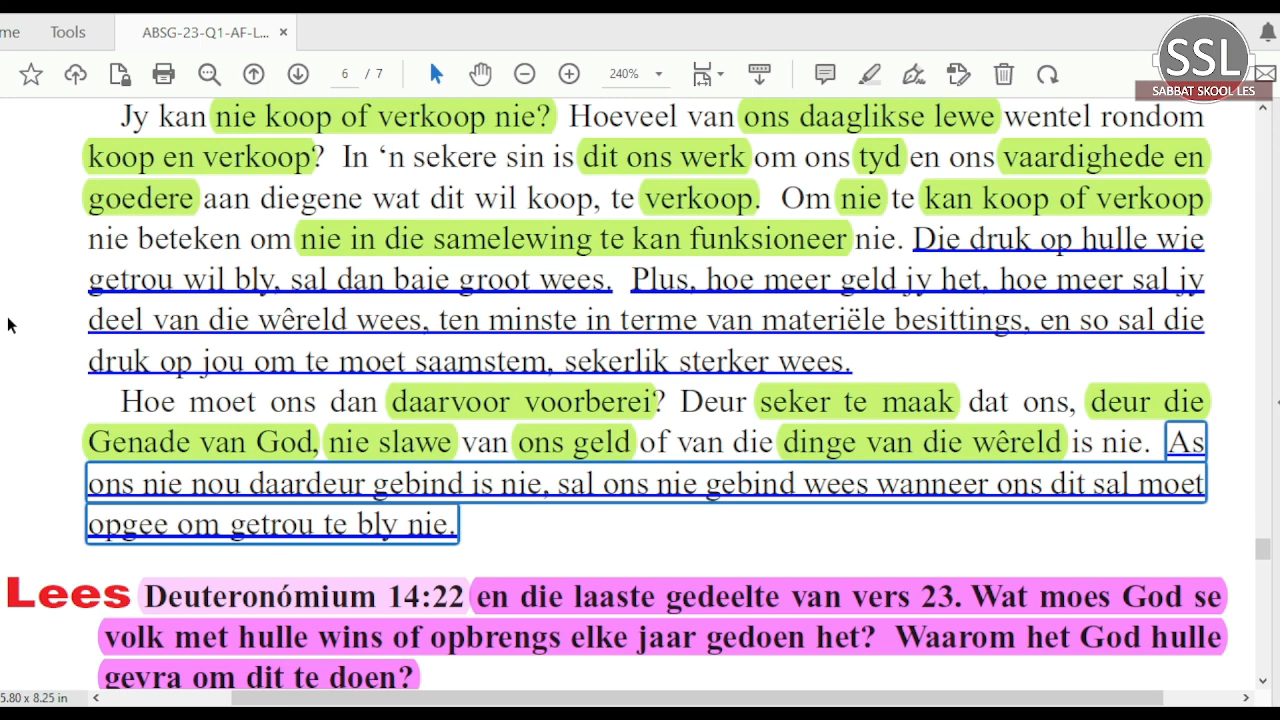 me Tools ABSG-23-Q1-AF-L... ×
6 / 7 240%
SSL
SABBAT SKOOL LES
Jy kan nie koop of verkoop nie? Hoeveel van ons daaglikse lewe wentel rondom
koop en verkoop? In ‘n sekere sin is dit ons werk om ons tyd en ons vaardighede en
goedere aan diegene wat dit wil koop, te verkoop. Om nie te kan koop of verkoop
nie beteken om nie in die samelewing te kan funksioneer nie. Die druk op hulle wie
getrou wil bly, sal dan baie groot wees. Plus, hoe meer geld jy het, hoe meer sal jy
deel van die wêreld wees, ten minste in terme van materiële besittings, en so sal die
druk op jou om te moet saamstem, sekerlik sterker wees.
Hoe moet ons dan daarvoor voorberei? Deur seker te maak dat ons, deur die
Genade van God, nie slawe van ons geld of van die dinge van die wêreld is nie. As
ons nie nou daardeur gebind is nie, sal ons nie gebind wees wanneer ons dit sal moet
opgee om getrou te bly nie.
Lees Deuteronómium 14:22 en die laaste gedeelte van vers 23. Wat moes God se
volk met hulle wins of opbrengs elke jaar gedoen het? Waarom het God hulle
gevra om dit te doen?
5.80 x 8.25 in